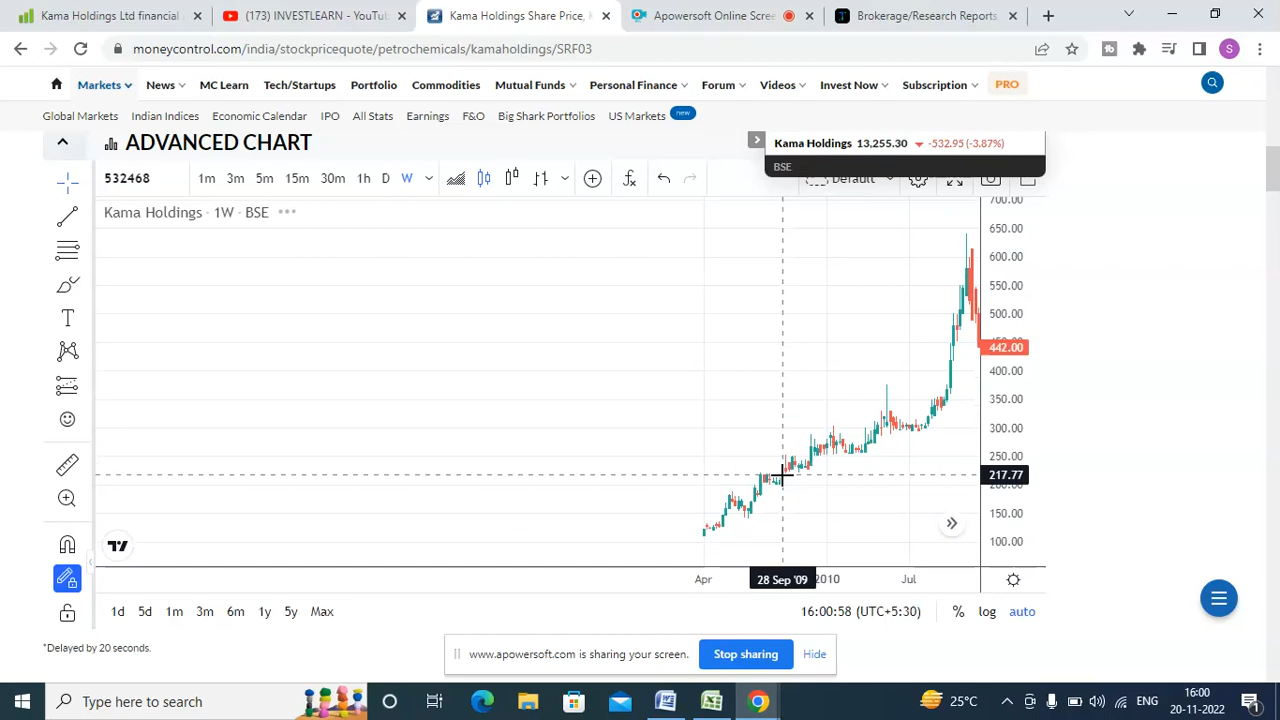 Kama Holdings Financial
(173) INVESTLEARN - YouTube
Kama Holdings Share Price, K
Apowersoft Online Scree
Brokerage/Research Reports
moneycontrol.com/india/stockpricequote/petrochemicals/kamaholdings/SRF03
S
Markets News MC Learn Tech/Startups Portfolio Commodities Mutual Funds Personal Finance Forum Videos Invest Now Subscription PRO
Global Markets Indian Indices Economic Calendar IPO All Stats Earnings F&O Big Shark Portfolios US Markets new
ADVANCED CHART
Kama Holdings 13,255.30 -532.95 (-3.87%)
BSE
532468 1m 3m 5m 15m 30m 1h D W Default
Kama Holdings · 1W · BSE
700.00
650.00
600.00
550.00
500.00
442.00
400.00
350.00
300.00
250.00
217.77
200.00
150.00
100.00
Apr 28 Sep '09 2010 Jul
1d 5d 1m 3m 6m 1y 5y Max 16:00:58 (UTC+5:30) % log auto
*Delayed by 20 seconds.
www.apowersoft.com is sharing your screen. Stop sharing Hide
Type here to search
25°C
ENG
16:00
20-11-2022
1